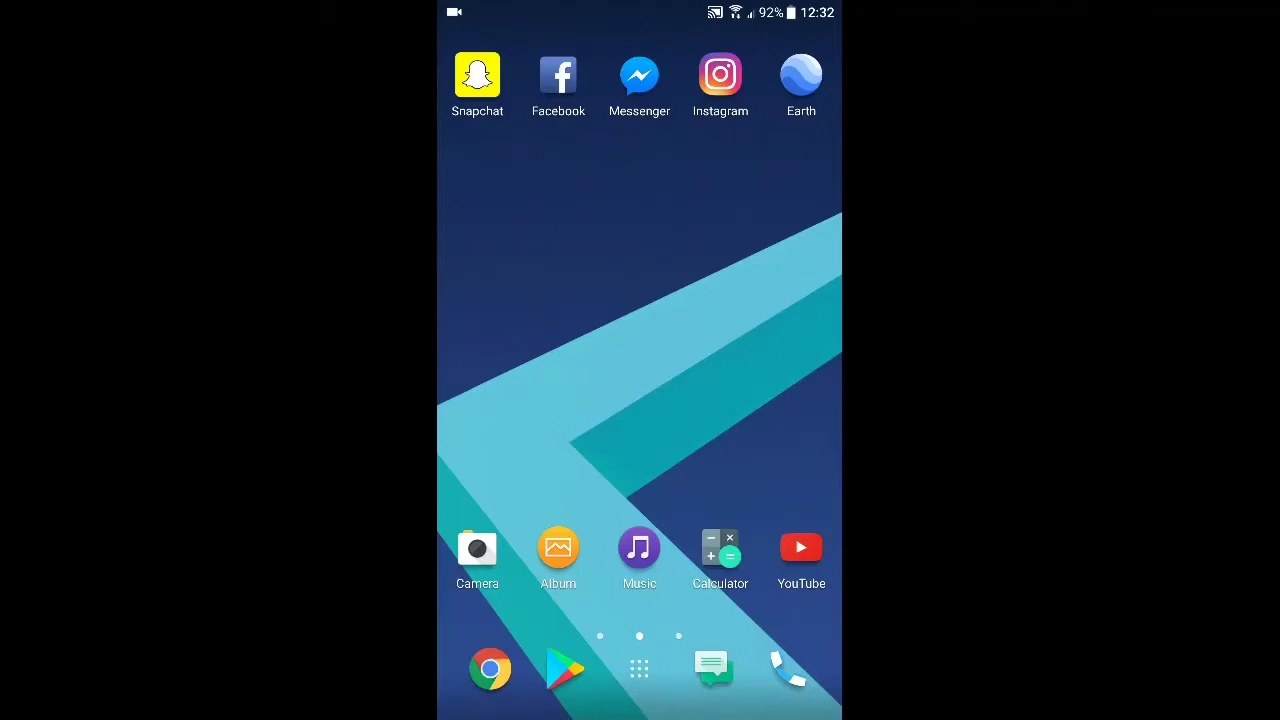 92% 12:32
Snapchat Facebook Messenger Instagram Earth
Camera Album Music Calculator YouTube